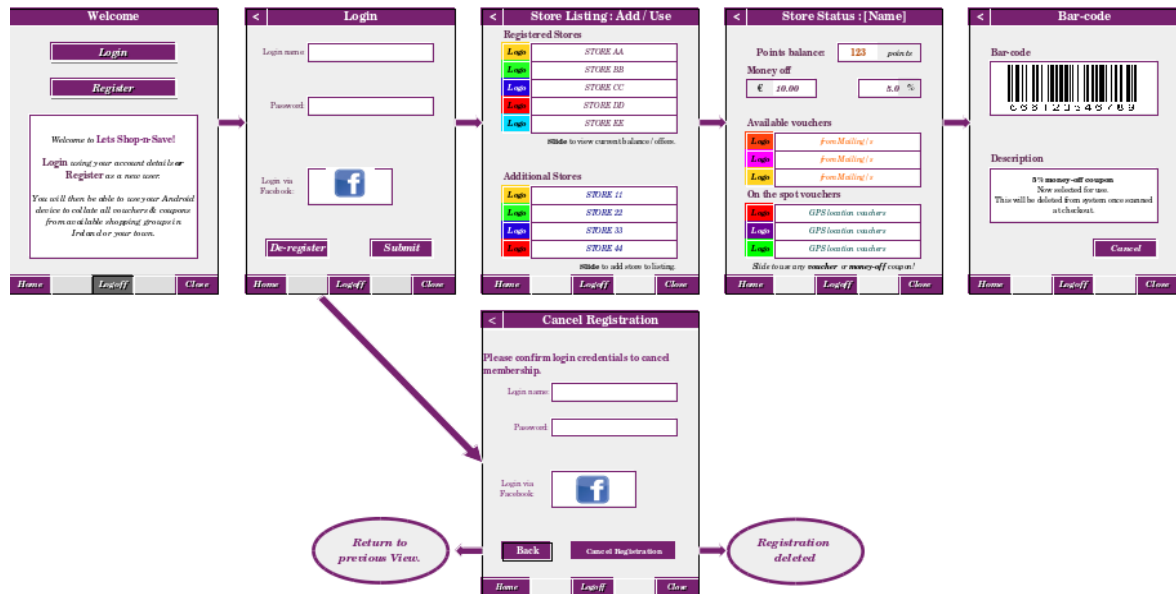 Welcome
Login
Register
Welcome to Lets Shop-n-Save!
Login using your account details or
Register as a new user.
You will then be able to use your Android
device to collate all vouchers & coupons
from available shopping groups in
Ireland or your town.
Home Logoff Close
< Login
Login name
Password:
Login via
Facebook:
f
De-register Submit
Home Logoff Close
< Store Listing : Add / Use
Registered Stores
Logo STORE AA
Logo STORE BB
Logo STORE CC
Logo STORE DD
Logo STORE EE
Slide to view current balance / offers.
Additional Stores
Logo STORE 11
Logo STORE 22
Logo STORE 33
Logo STORE 44
Slide to add store to listing.
Home Logoff Close
< Store Status : [Name]
Points balance: 123 points
Money off
€ 10.00 5.0 %
Available vouchers
Logo from Mailing/s
Logo from Mailing/s
Logo from Mailing/s
On the spot vouchers
Logo GPS location vouchers
Logo GPS location vouchers
Logo GPS location vouchers
Slide to use any voucher or money-off coupon!
Home Logoff Close
< Bar-code
Bar-code
Description
5% money-off coupon
Now selected for use.
This will be deleted from system once scanned
at checkout.
Cancel
Home Logoff Close
< Cancel Registration
Please confirm login credentials to cancel
membership.
Login name:
Password:
Login via
Facebook:
f
Back Cancel Registration
Home Logoff Close
Return to
previous View.
Registration
deleted